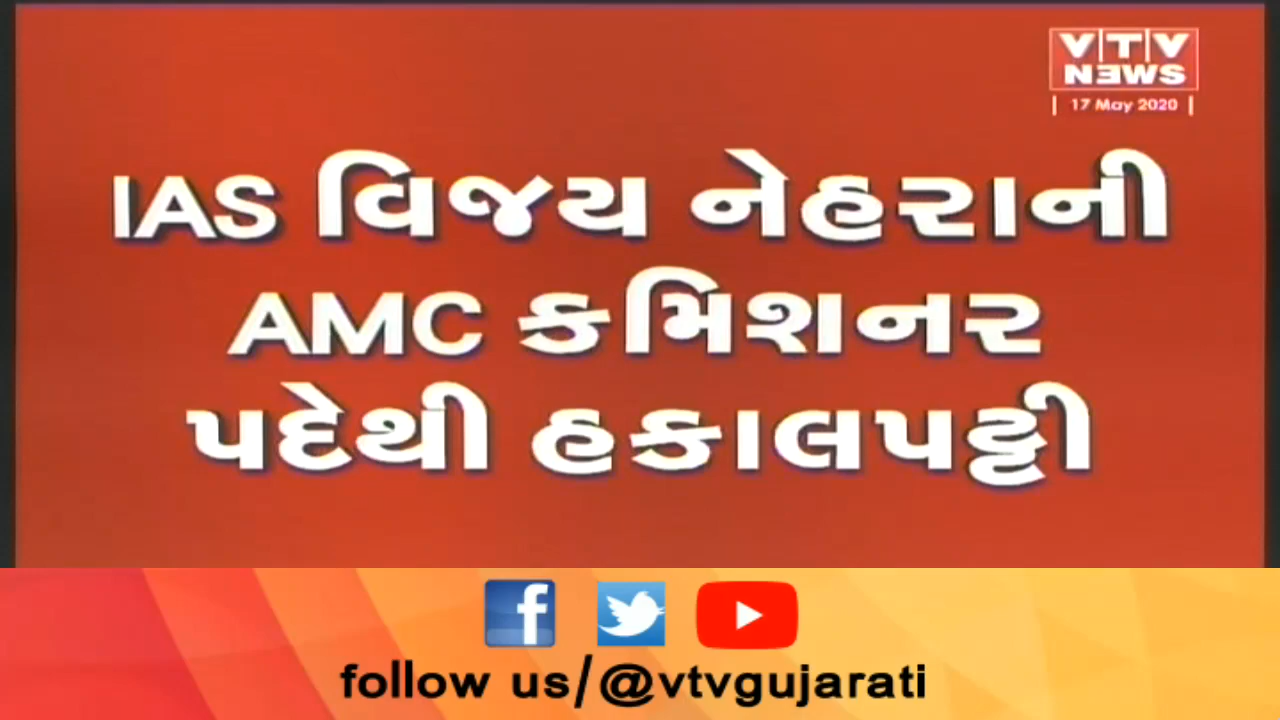 VTV
NEWS
| 17 May 2020 |
IAS વિજય નેહરાની
AMC કમિશનર
પદેથી હકાલપટ્ટી
follow us/@vtvgujarati